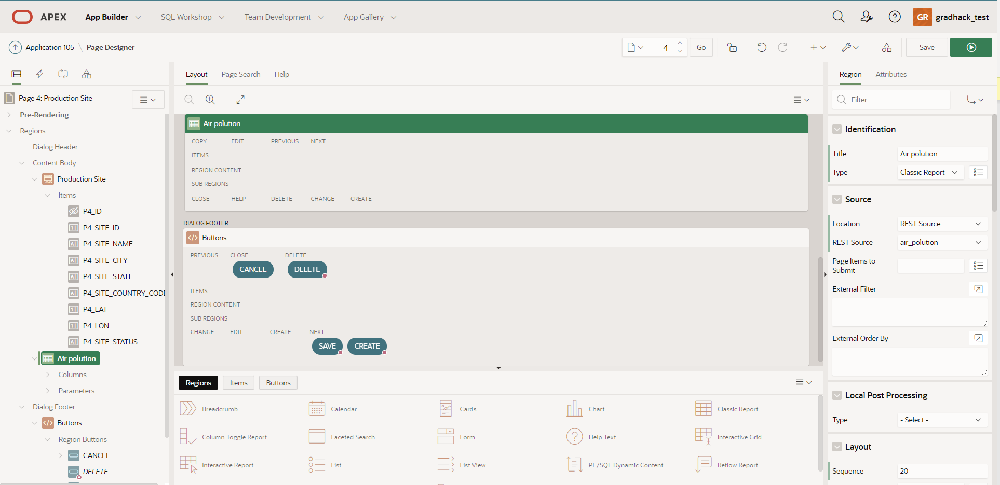 APEX App Builder SQL Workshop Team Development App Gallery GR gradhack_test
Application 105 \ Page Designer 4 Go Save
Layout Page Search Help
Region Attributes
Page 4: Production Site
Pre-Rendering
Regions
Dialog Header
Content Body
Production Site
Items
P4_ID
P4_SITE_ID
P4_SITE_NAME
P4_SITE_CITY
P4_SITE_STATE
P4_SITE_COUNTRY_CODE
P4_LAT
P4_LON
P4_SITE_STATUS
Air polution
Columns
Parameters
Dialog Footer
Buttons
Region Buttons
CANCEL
DELETE
Air polution
COPY EDIT PREVIOUS NEXT
ITEMS
REGION CONTENT
SUB REGIONS
CLOSE HELP DELETE CHANGE CREATE
DIALOG FOOTER
Buttons
PREVIOUS CLOSE DELETE
CANCEL DELETE
ITEMS
REGION CONTENT
SUB REGIONS
CHANGE EDIT CREATE NEXT
SAVE CREATE
Regions Items Buttons
Breadcrumb Calendar Cards Chart Classic Report
Column Toggle Report Faceted Search Form Help Text Interactive Grid
Interactive Report List List View PL/SQL Dynamic Content Reflow Report
Filter
Identification
Title Air polution
Type Classic Report
Source
Location REST Source
REST Source air_polution
Page Items to
Submit
External Filter
External Order By
Local Post Processing
Type - Select -
Layout
Sequence 20